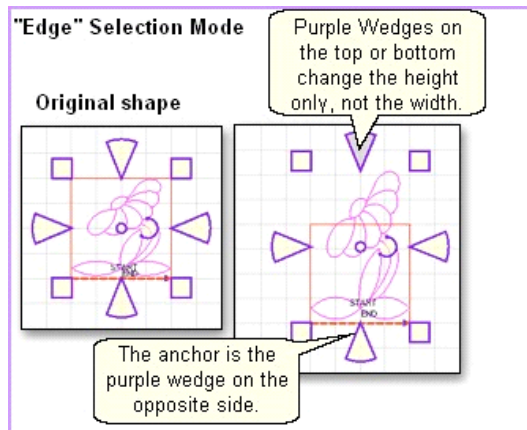 "Edge" Selection Mode
Purple Wedges on
the top or bottom
change the height
only, not the width.
Original shape
START
END
START
END
The anchor is the
purple wedge on the
opposite side.